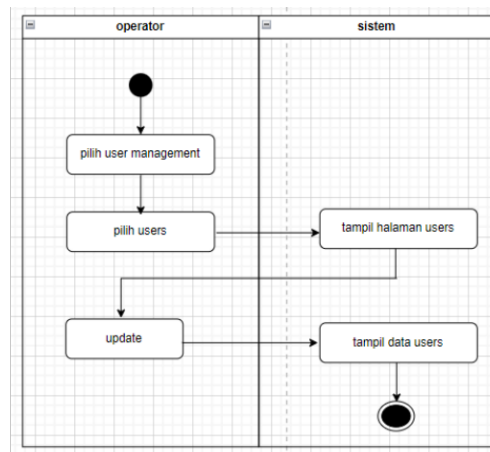 operator
sistem
pilih user management
pilih users
tampil halaman users
update
tampil data users